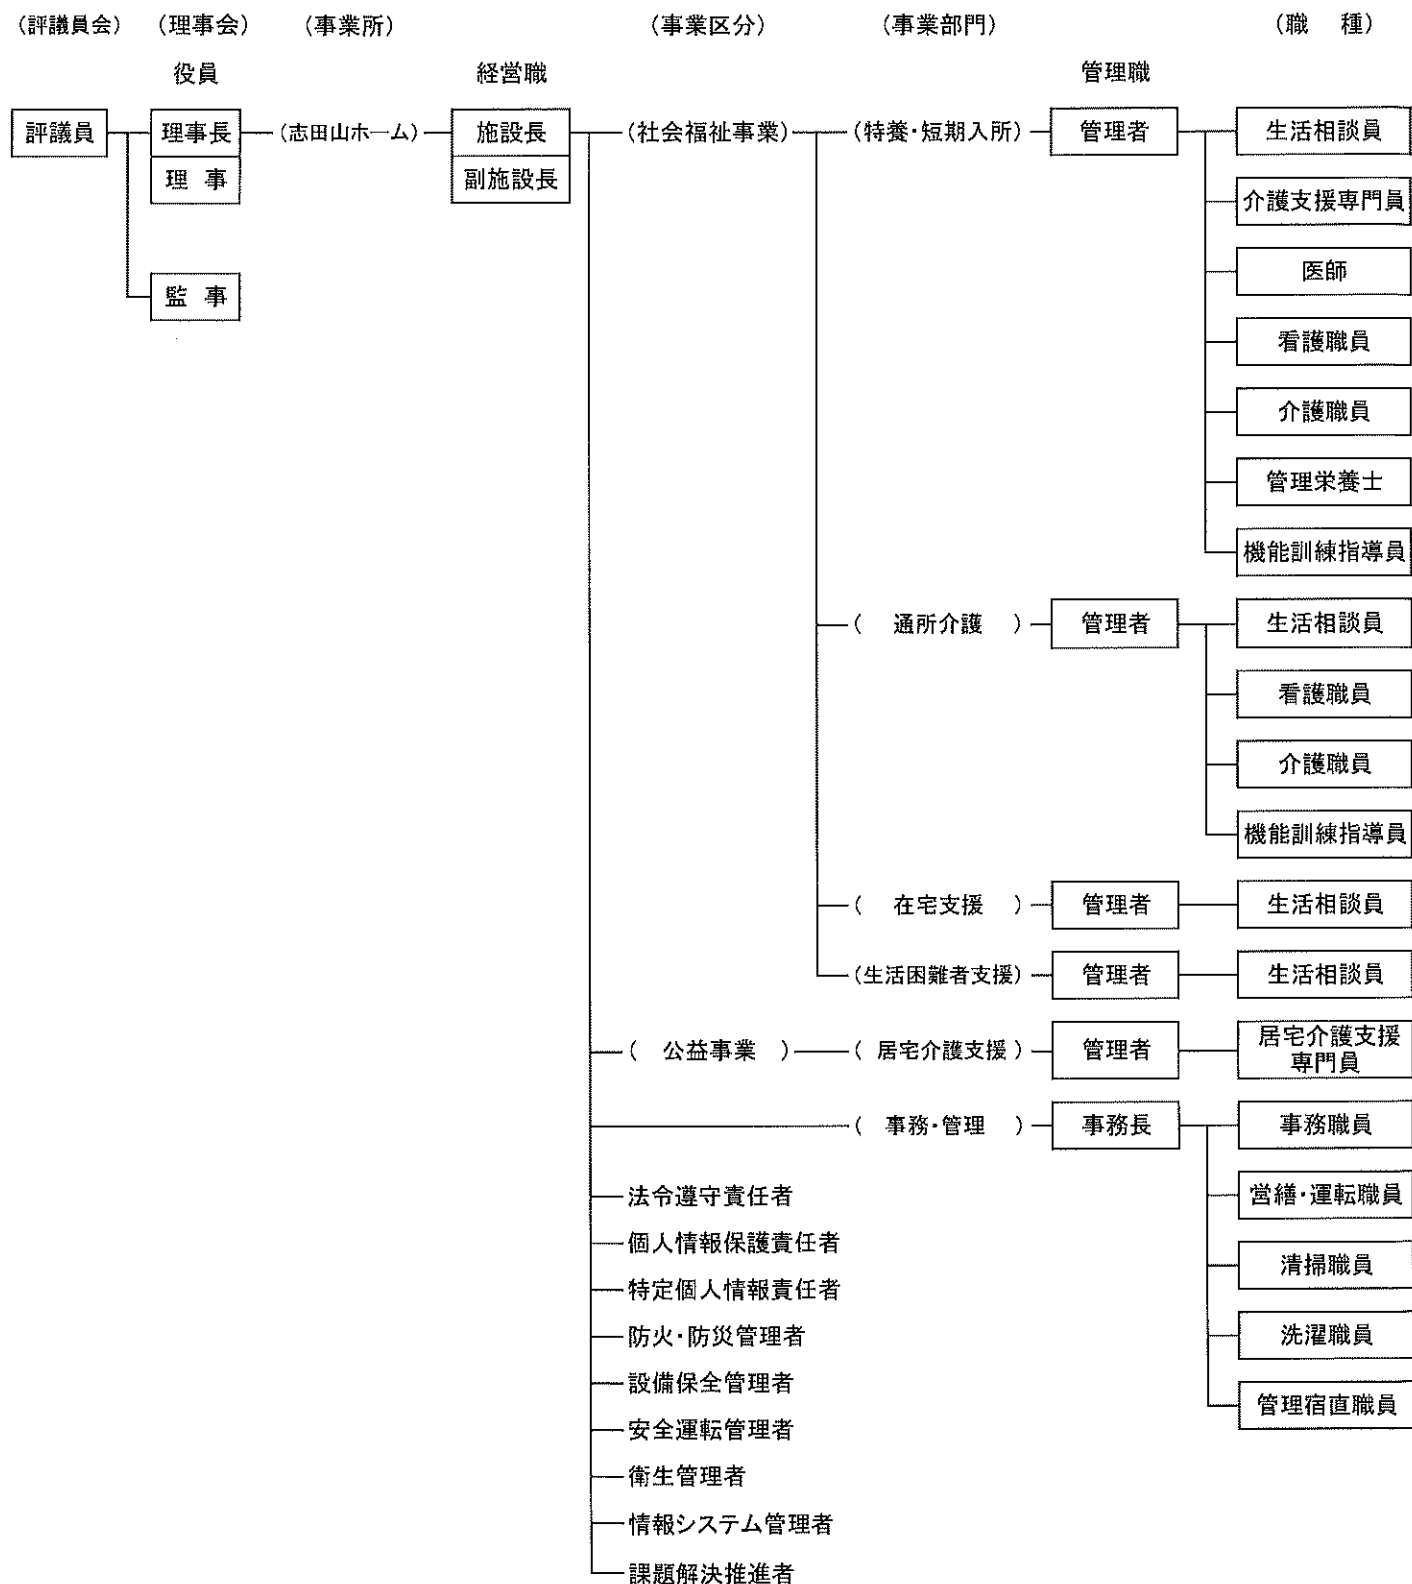 (評議員会) (理事会) (事業所) (事業区分) (事業部門) (職 種)
役員 経営職 管理職
評議員 理事長 (志田山ホーム) 施設長 (社会福祉事業) (特養・短期入所) 管理者 生活相談員
理 事 副施設長
介護支援専門員
医師
監 事
看護職員
介護職員
管理栄養士
機能訓練指導員
( 通所介護 ) 管理者 生活相談員
看護職員
介護職員
機能訓練指導員
( 在宅支援 ) 管理者 生活相談員
(生活困難者支援) 管理者 生活相談員
( 公益事業 ) ( 居宅介護支援 ) 管理者 居宅介護支援
専門員
( 事務・管理 ) 事務長 事務職員
営繕・運転職員
清掃職員
洗濯職員
管理宿直職員
法令遵守責任者
個人情報保護責任者
特定個人情報責任者
防火・防災管理者
設備保全管理者
安全運転管理者
衛生管理者
情報システム管理者
課題解決推進者